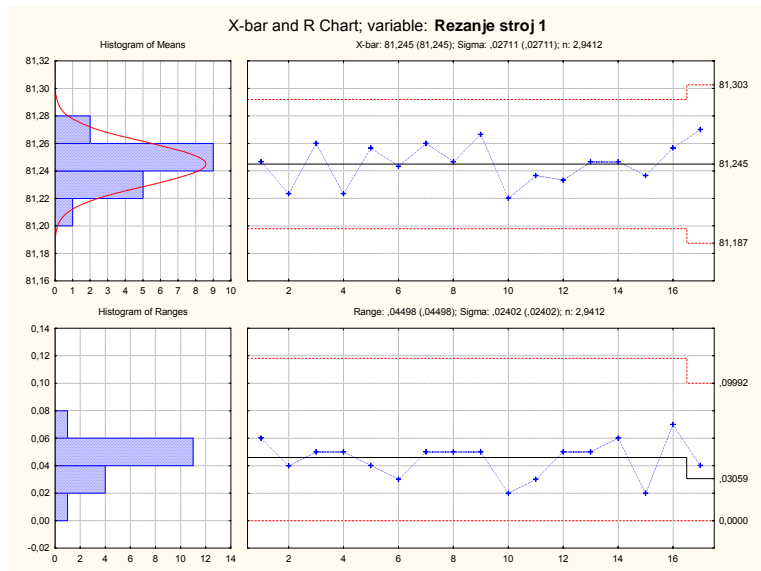 X-bar and R Chart; variable: Rezanje stroj 1
Histogram of Means
X-bar: 81,245 (81,245); Sigma: ,02711 (,02711); n: 2,9412
81,32
81,30
81,28
81,26
81,24
81,22
81,20
81,18
81,16
0 1 2 3 4 5 6 7 8 9 10
2 4 6 8 10 12 14 16
81,303
81,245
81,187
Histogram of Ranges
Range: ,04498 (,04498); Sigma: ,02402 (,02402); n: 2,9412
0,14
0,12
0,10
0,08
0,06
0,04
0,02
0,00
-0,02
0 2 4 6 8 10 12 14
2 4 6 8 10 12 14 16
,09992
,03059
0,0000